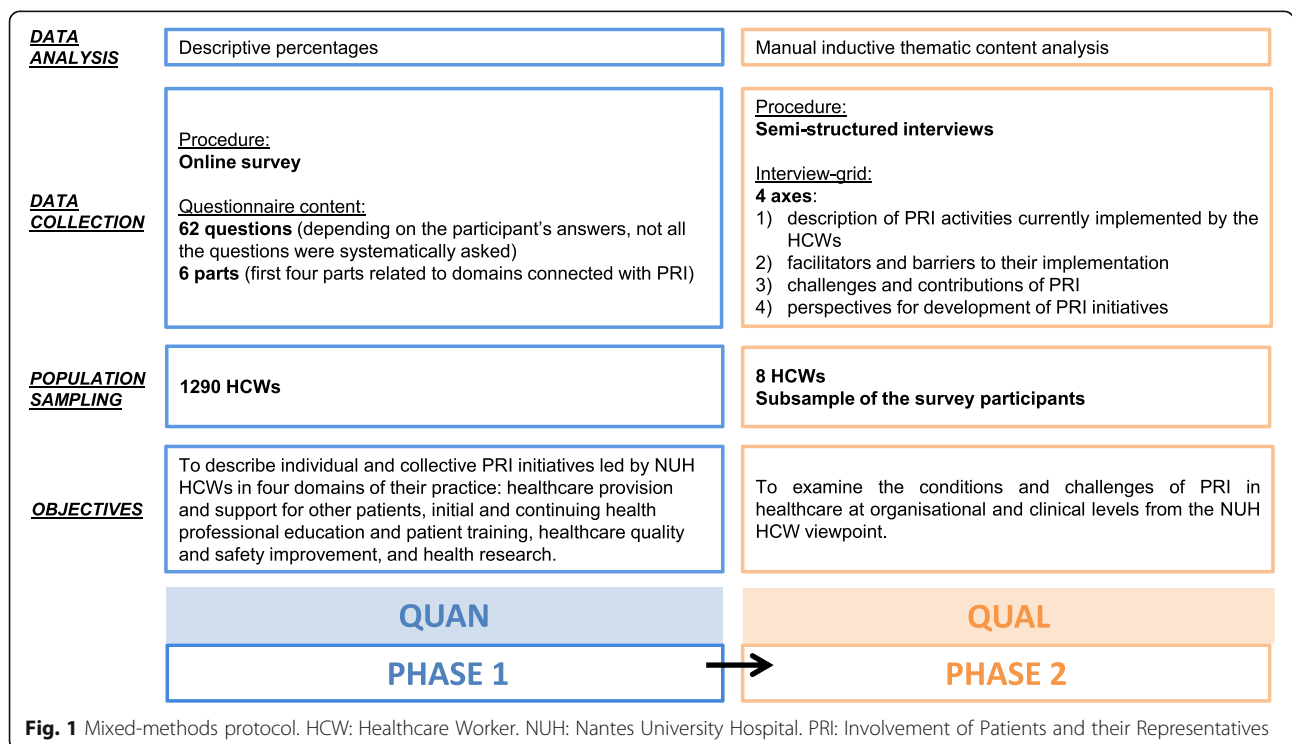 DATA
ANALYSIS
Descriptive percentages
Manual inductive thematic content analysis
DATA
COLLECTION
Procedure:
Online survey
Questionnaire content:
62 questions (depending on the participant's answers, not all
the questions were systematically asked)
6 parts (first four parts related to domains connected with PRI)
Procedure:
Semi-structured interviews
Interview-grid:
4 axes:
1) description of PRI activities currently implemented by the
HCWs
2) facilitators and barriers to their implementation
3) challenges and contributions of PRI
4) perspectives for development of PRI initiatives
POPULATION
SAMPLING
1290 HCWs
8 HCWs
Subsample of the survey participants
OBJECTIVES
To describe individual and collective PRI initiatives led by NUH
HCWs in four domains of their practice: healthcare provision
and support for other patients, initial and continuing health
professional education and patient training, healthcare quality
and safety improvement, and health research.
To examine the conditions and challenges of PRI in
healthcare at organisational and clinical levels from the NUH
HCW viewpoint.
QUAN
QUAL
PHASE 1
PHASE 2
Fig. 1 Mixed-methods protocol. HCW: Healthcare Worker. NUH: Nantes University Hospital. PRI: Involvement of Patients and their Representatives